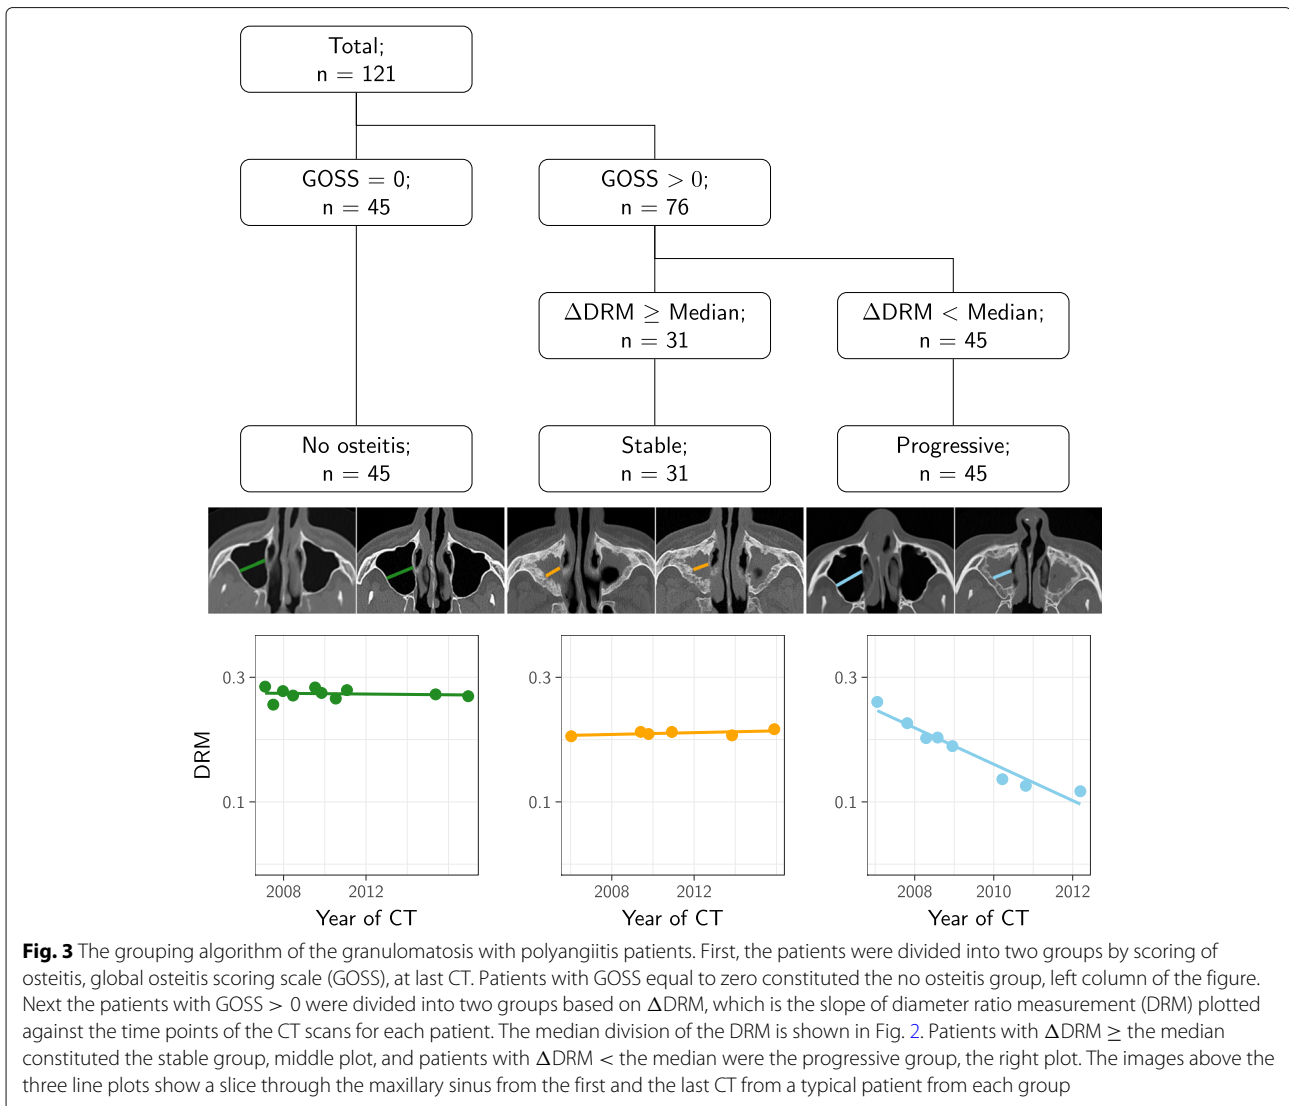 Total;
n = 121
GOSS = 0;
n = 45
GOSS > 0;
n = 76
ΔDRM ≥ Median;
n = 31
ΔDRM < Median;
n = 45
No osteitis;
n = 45
Stable;
n = 31
Progressive;
n = 45
DRM
0.3
0.1
2008 2012
Year of CT
0.3
0.1
2008 2012
Year of CT
0.3
0.1
2008 2010 2012
Year of CT
Fig. 3 The grouping algorithm of the granulomatosis with polyangiitis patients. First, the patients were divided into two groups by scoring of
osteitis, global osteitis scoring scale (GOSS), at last CT. Patients with GOSS equal to zero constituted the no osteitis group, left column of the figure.
Next the patients with GOSS > 0 were divided into two groups based on ΔDRM, which is the slope of diameter ratio measurement (DRM) plotted
against the time points of the CT scans for each patient. The median division of the DRM is shown in Fig. 2. Patients with ΔDRM ≥ the median
constituted the stable group, middle plot, and patients with ΔDRM < the median were the progressive group, the right plot. The images above the
three line plots show a slice through the maxillary sinus from the first and the last CT from a typical patient from each group